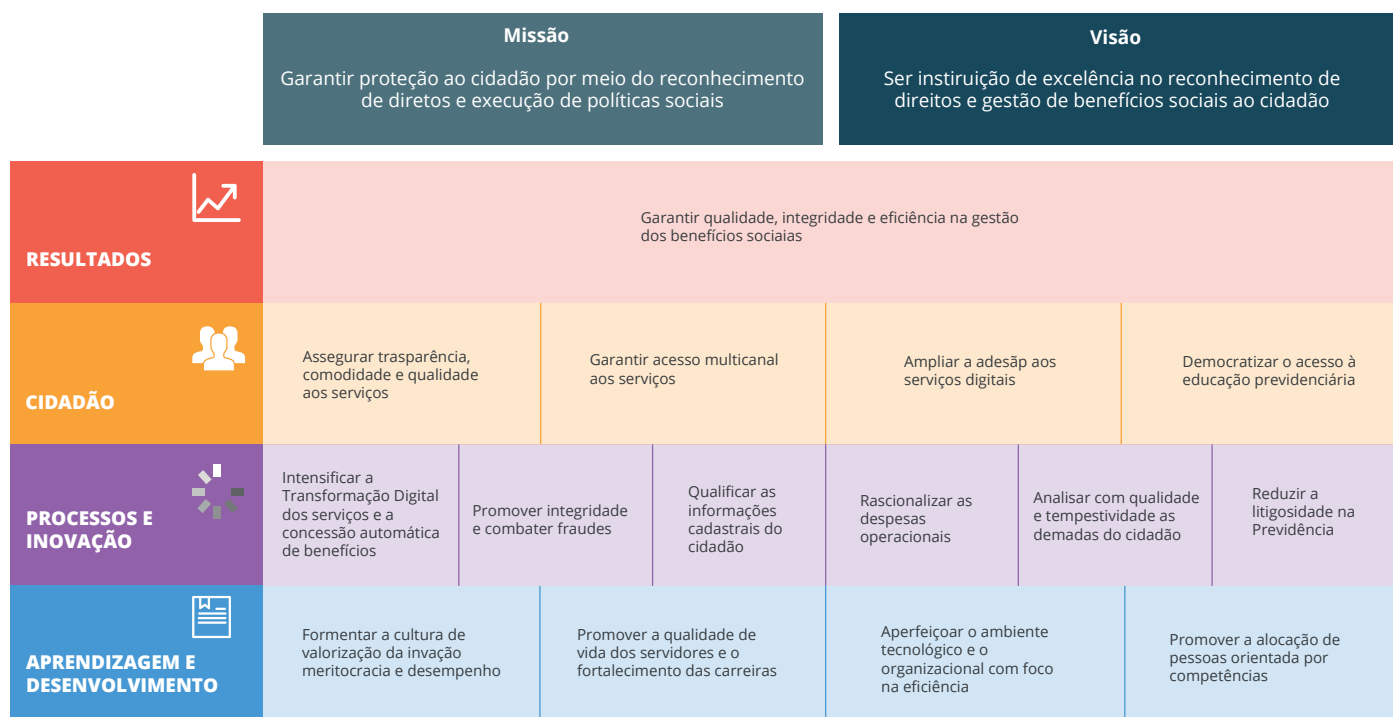 Missão
Garantir proteção ao cidadão por meio do reconhecimento
de diretos e execução de políticas sociais
Visão
Ser instiruição de excelência no reconhecimento de
direitos e gestão de benefícios sociais ao cidadão
RESULTADOS
Garantir qualidade, integridade e eficiência na gestão
dos benefícios sociaias
CIDADÃO
Assegurar trasparência,
comodidade e qualidade
aos serviços
Garantir acesso multicanal
aos serviços
Ampliar a adesãp aos
serviços digitais
Democratizar o acesso à
educação previdenciária
PROCESSOS E
INOVAÇÃO
Intensificar a
Transformação Digital
dos serviços e a
concessão automática
de benefícios
Promover integridade
e combater fraudes
Qualificar as
informações
cadastrais do
cidadão
Rascionalizar as
despesas
operacionais
Analisar com qualidade
e tempestividade as
demadas do cidadão
Reduzir a
litigosidade na
Previdência
APRENDIZAGEM E
DESENVOLVIMENTO
Formentar a cultura de
valorização da invação
meritocracia e desempenho
Promover a qualidade de
vida dos servidores e o
fortalecimento das carreiras
Aperfeiçoar o ambiente
tecnológico e o
organizacional com foco
na eficiência
Promover a alocação de
pessoas orientada por
competências